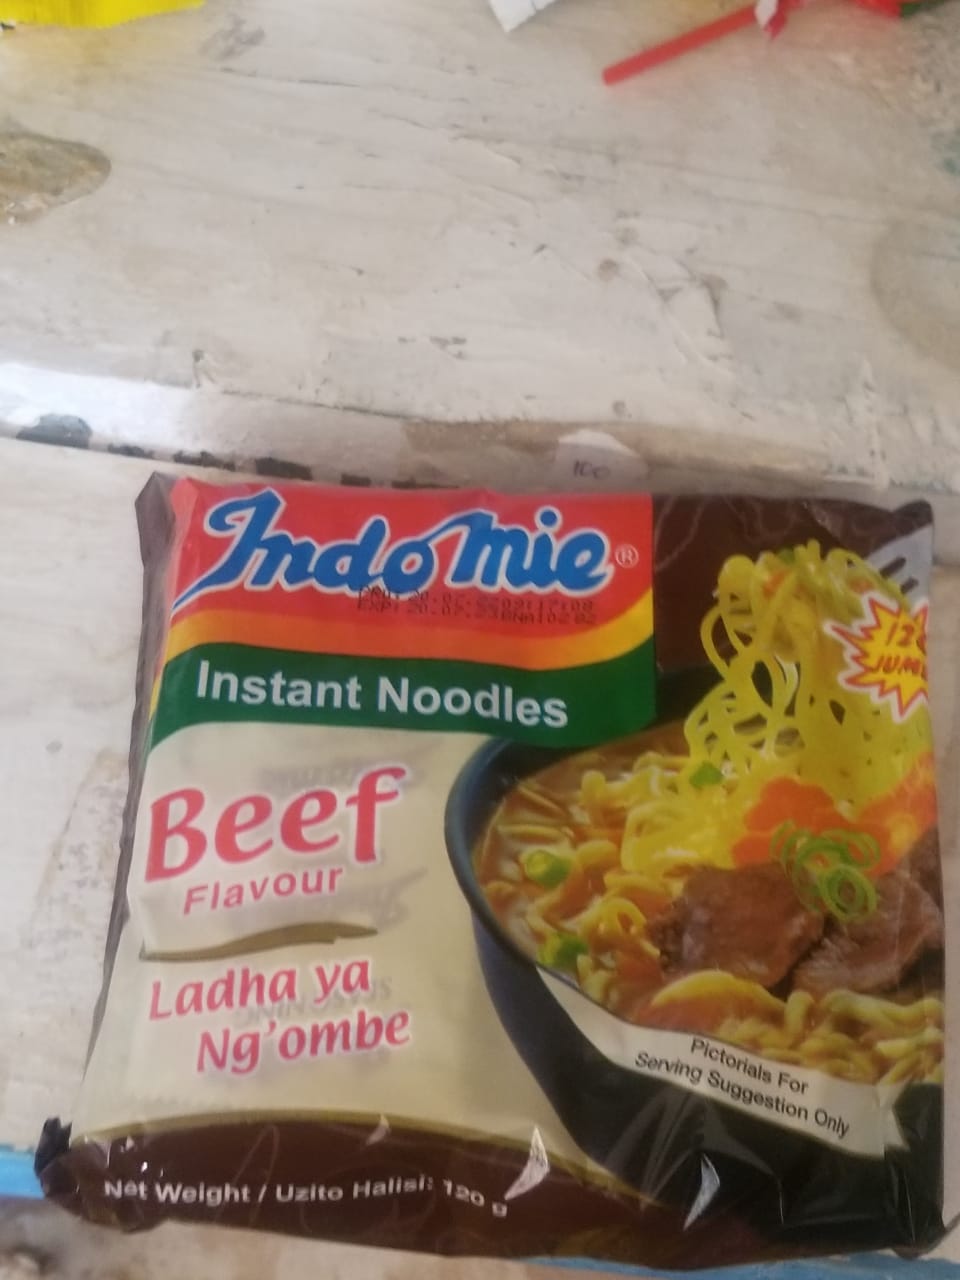 100
Indomie®
Instant Noodles
Beef
Flavour
Ladha ya
Ng'ombe
Pictorials For
Serving Suggestion Only
Net Weight / Uzito Halisi: 120 g